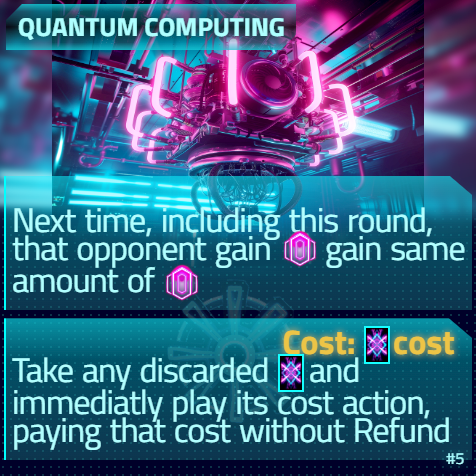 QUANTUM COMPUTING
Next time, including this round,
that opponent gain gain same
amount of
Cost: cost
Take any discarded and
immediatly play its cost action,
paying that cost without Refund
#5